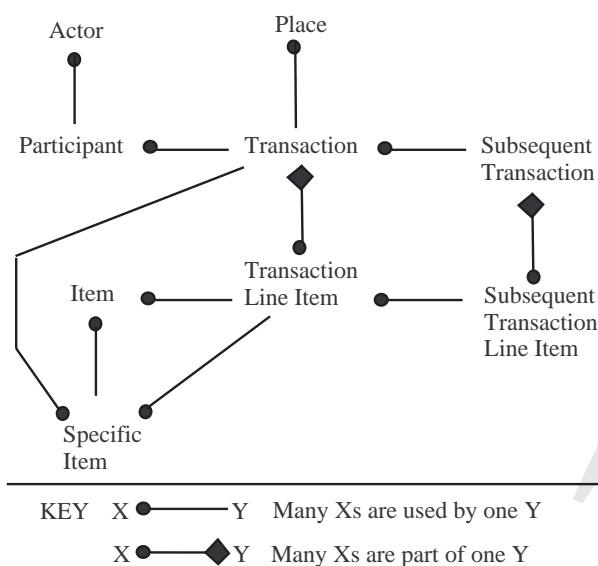 Actor
Place
Participant
Transaction
Subsequent
Transaction
Item
Transaction
Line Item
Subsequent
Transaction
Line Item
Specific
Item
KEY X Y Many Xs are used by one Y
X Y Many Xs are part of one Y